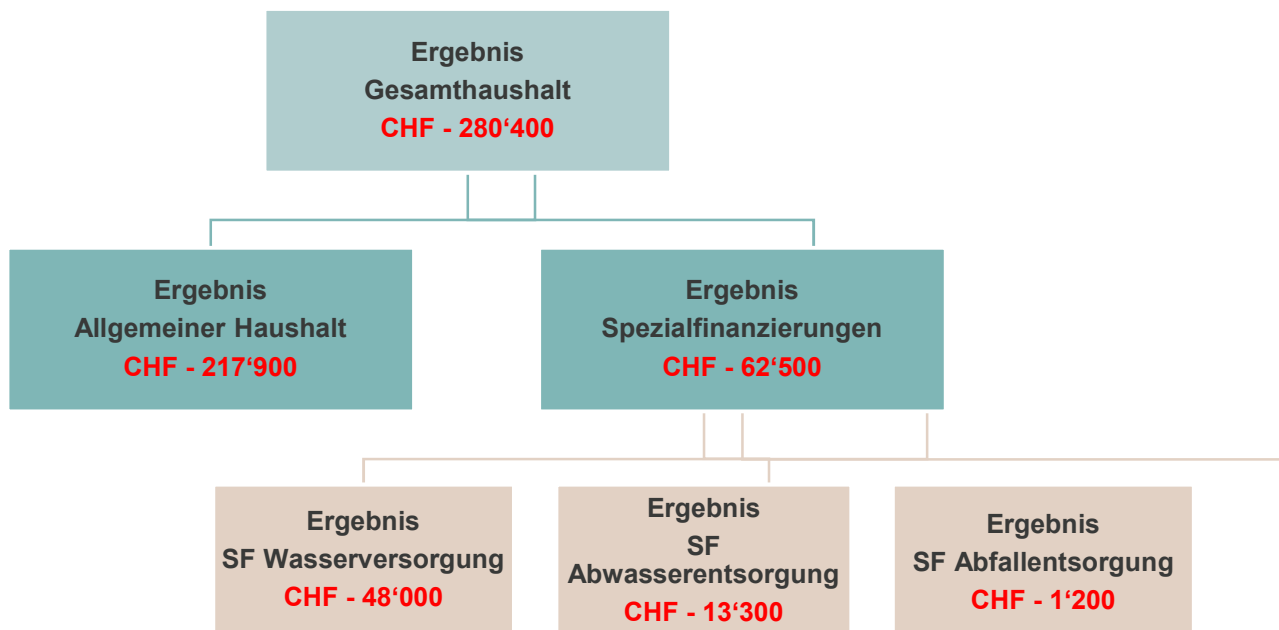 Ergebnis
Gesamthaushalt
CHF - 280‘400
Ergebnis
Allgemeiner Haushalt
CHF - 217‘900
Ergebnis
Spezialfinanzierungen
CHF - 62‘500
Ergebnis
SF Wasserversorgung
CHF - 48‘000
Ergebnis
SF
Abwasserentsorgung
CHF - 13‘300
Ergebnis
SF Abfallentsorgung
CHF - 1‘200